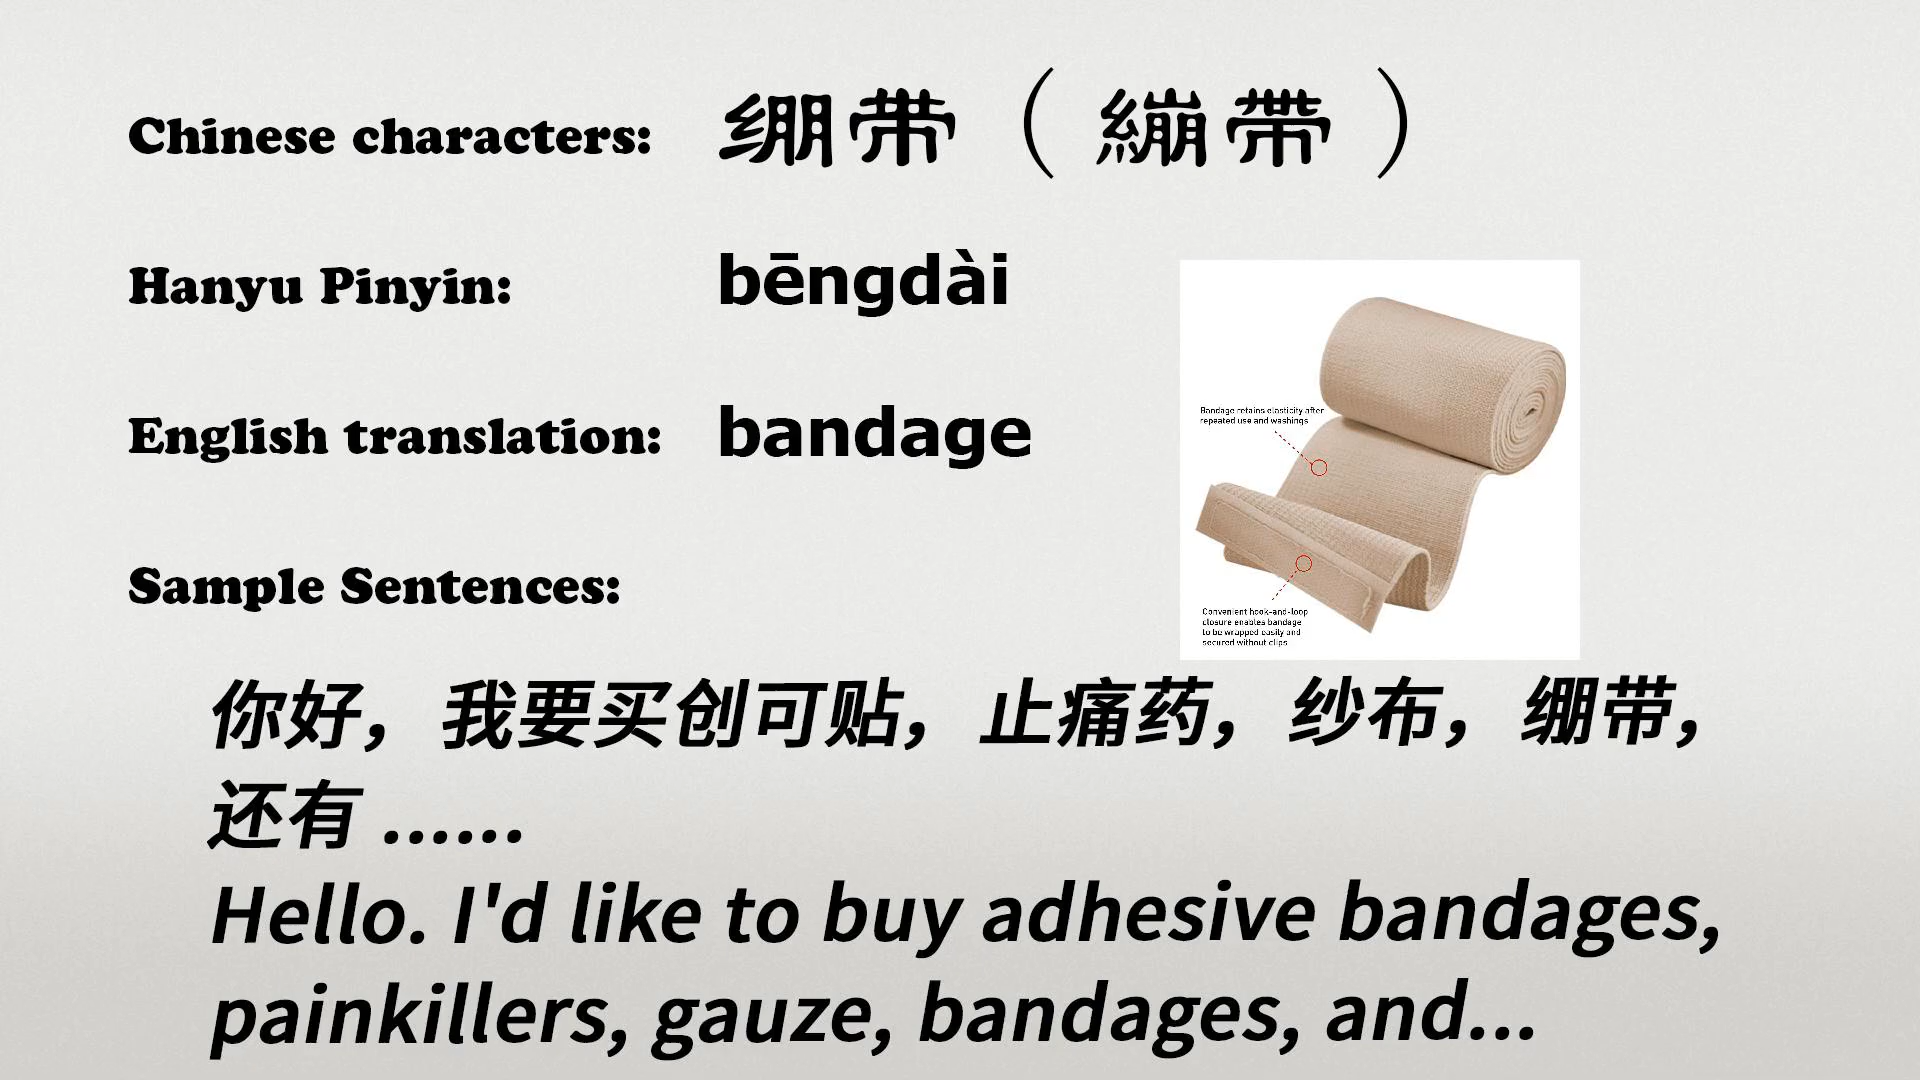 Chinese characters: 绷带（繃帶）
Hanyu Pinyin: bēngdài
English translation: bandage
Bandage retains elasticity after
repeated use and washings
Convenient hook-and-loop
closure enables bandage
to be wrapped easily and
secured without clips
Sample Sentences:
你好，我要买创可贴，止痛药，纱布，绷带，
还有 ......
Hello. I'd like to buy adhesive bandages,
painkillers, gauze, bandages, and...